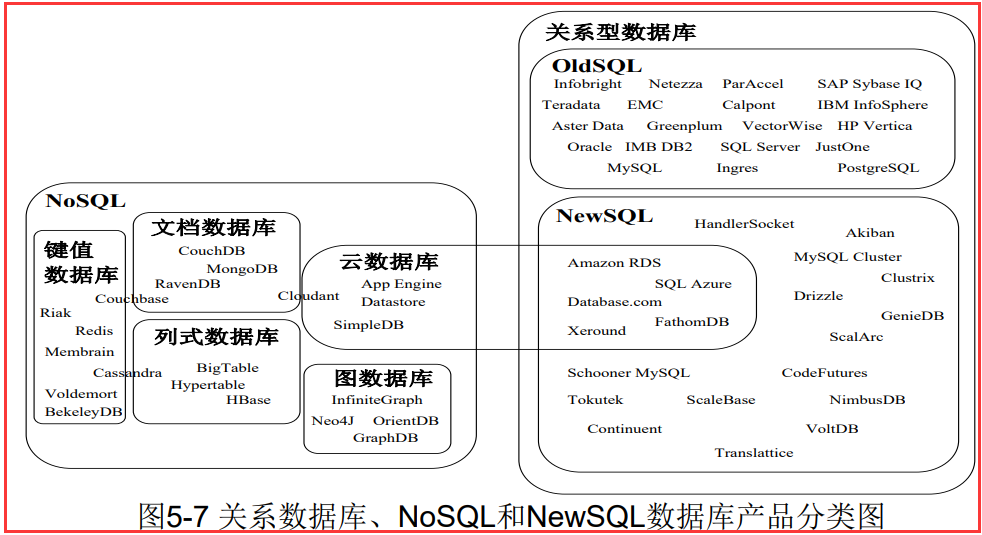 关系型数据库
OldSQL
Infobright Netezza ParAccel SAP Sybase IQ
Teradata EMC Calpont IBM InfoSphere
Aster Data Greenplum VectorWise HP Vertica
Oracle IMB DB2 SQL Server JustOne
MySQL Ingres PostgreSQL
NoSQL
键值
数据库
Couchbase
Riak
Redis
Membrain
Cassandra
Voldemort
BekeleyDB
文档数据库
CouchDB
MongoDB
RavenDB
Cloudant
列式数据库
BigTable
Hypertable
HBase
云数据库
App Engine
Datastore
SimpleDB
图数据库
InfiniteGraph
Neo4J OrientDB
GraphDB
NewSQL
HandlerSocket
Akiban
Amazon RDS
MySQL Cluster
SQL Azure
Clustrix
Database.com
Drizzle
Xeround
FathomDB
GenieDB
ScalArc
Schooner MySQL CodeFutures
Tokutek ScaleBase NimbusDB
Continuent VoltDB
Translattice
图5-7 关系数据库、NoSQL和NewSQL数据库产品分类图